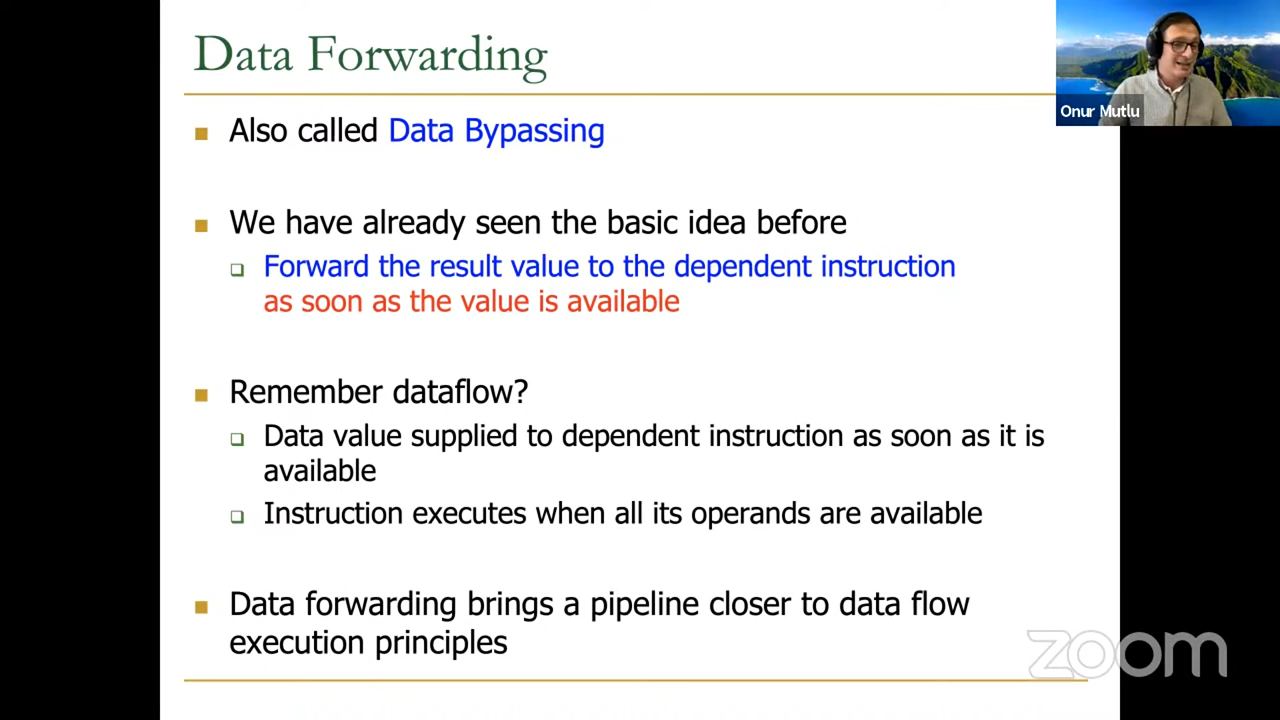 Data Forwarding
Onur Mutlu
Also called Data Bypassing
We have already seen the basic idea before
Forward the result value to the dependent instruction
as soon as the value is available
Remember dataflow?
Data value supplied to dependent instruction as soon as it is
available
Instruction executes when all its operands are available
Data forwarding brings a pipeline closer to data flow
execution principles
zoom